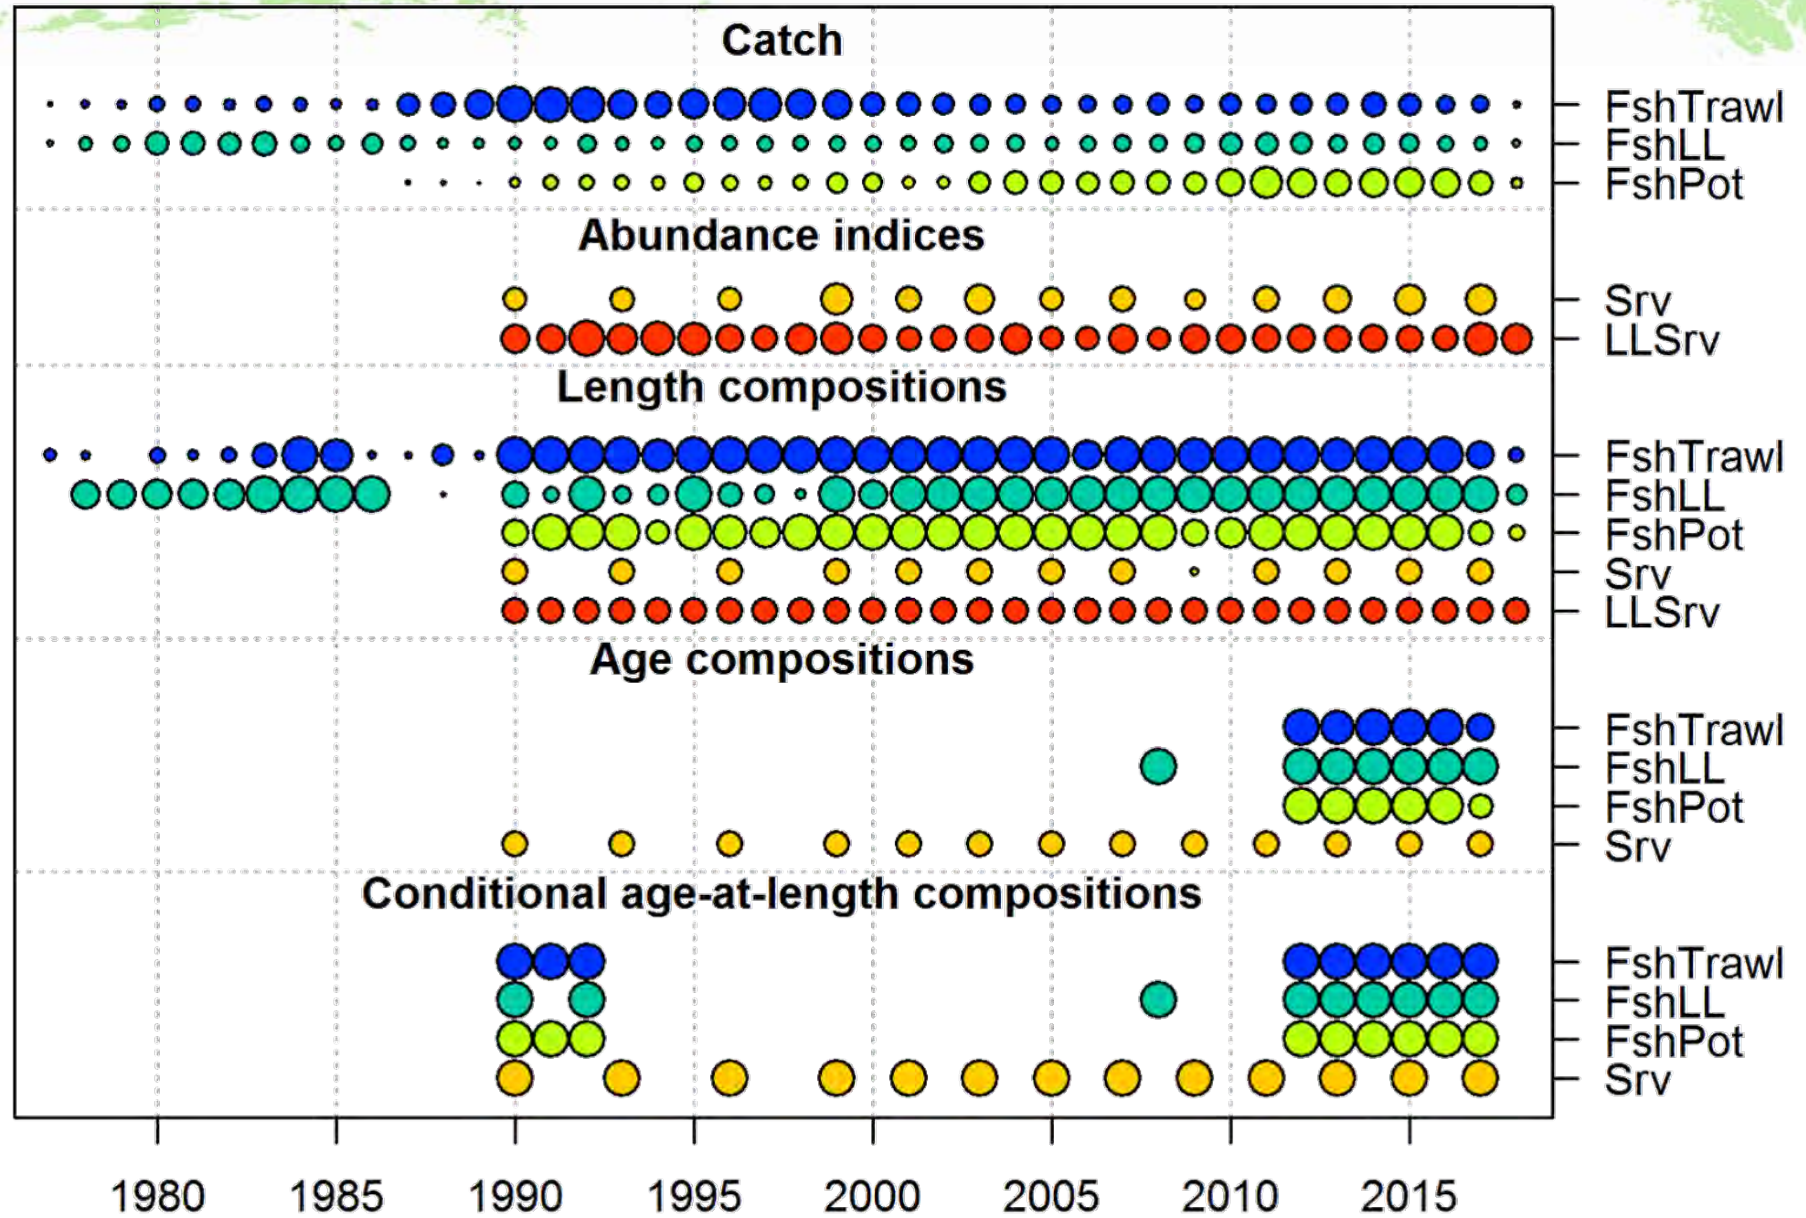 Catch
FshTrawl
FshLL
FshPot
Abundance indices
Srv
LLSrv
Length compositions
FshTrawl
FshLL
FshPot
Srv
LLSrv
Age compositions
FshTrawl
FshLL
FshPot
Srv
Conditional age-at-length compositions
FshTrawl
FshLL
FshPot
Srv
1980 1985 1990 1995 2000 2005 2010 2015